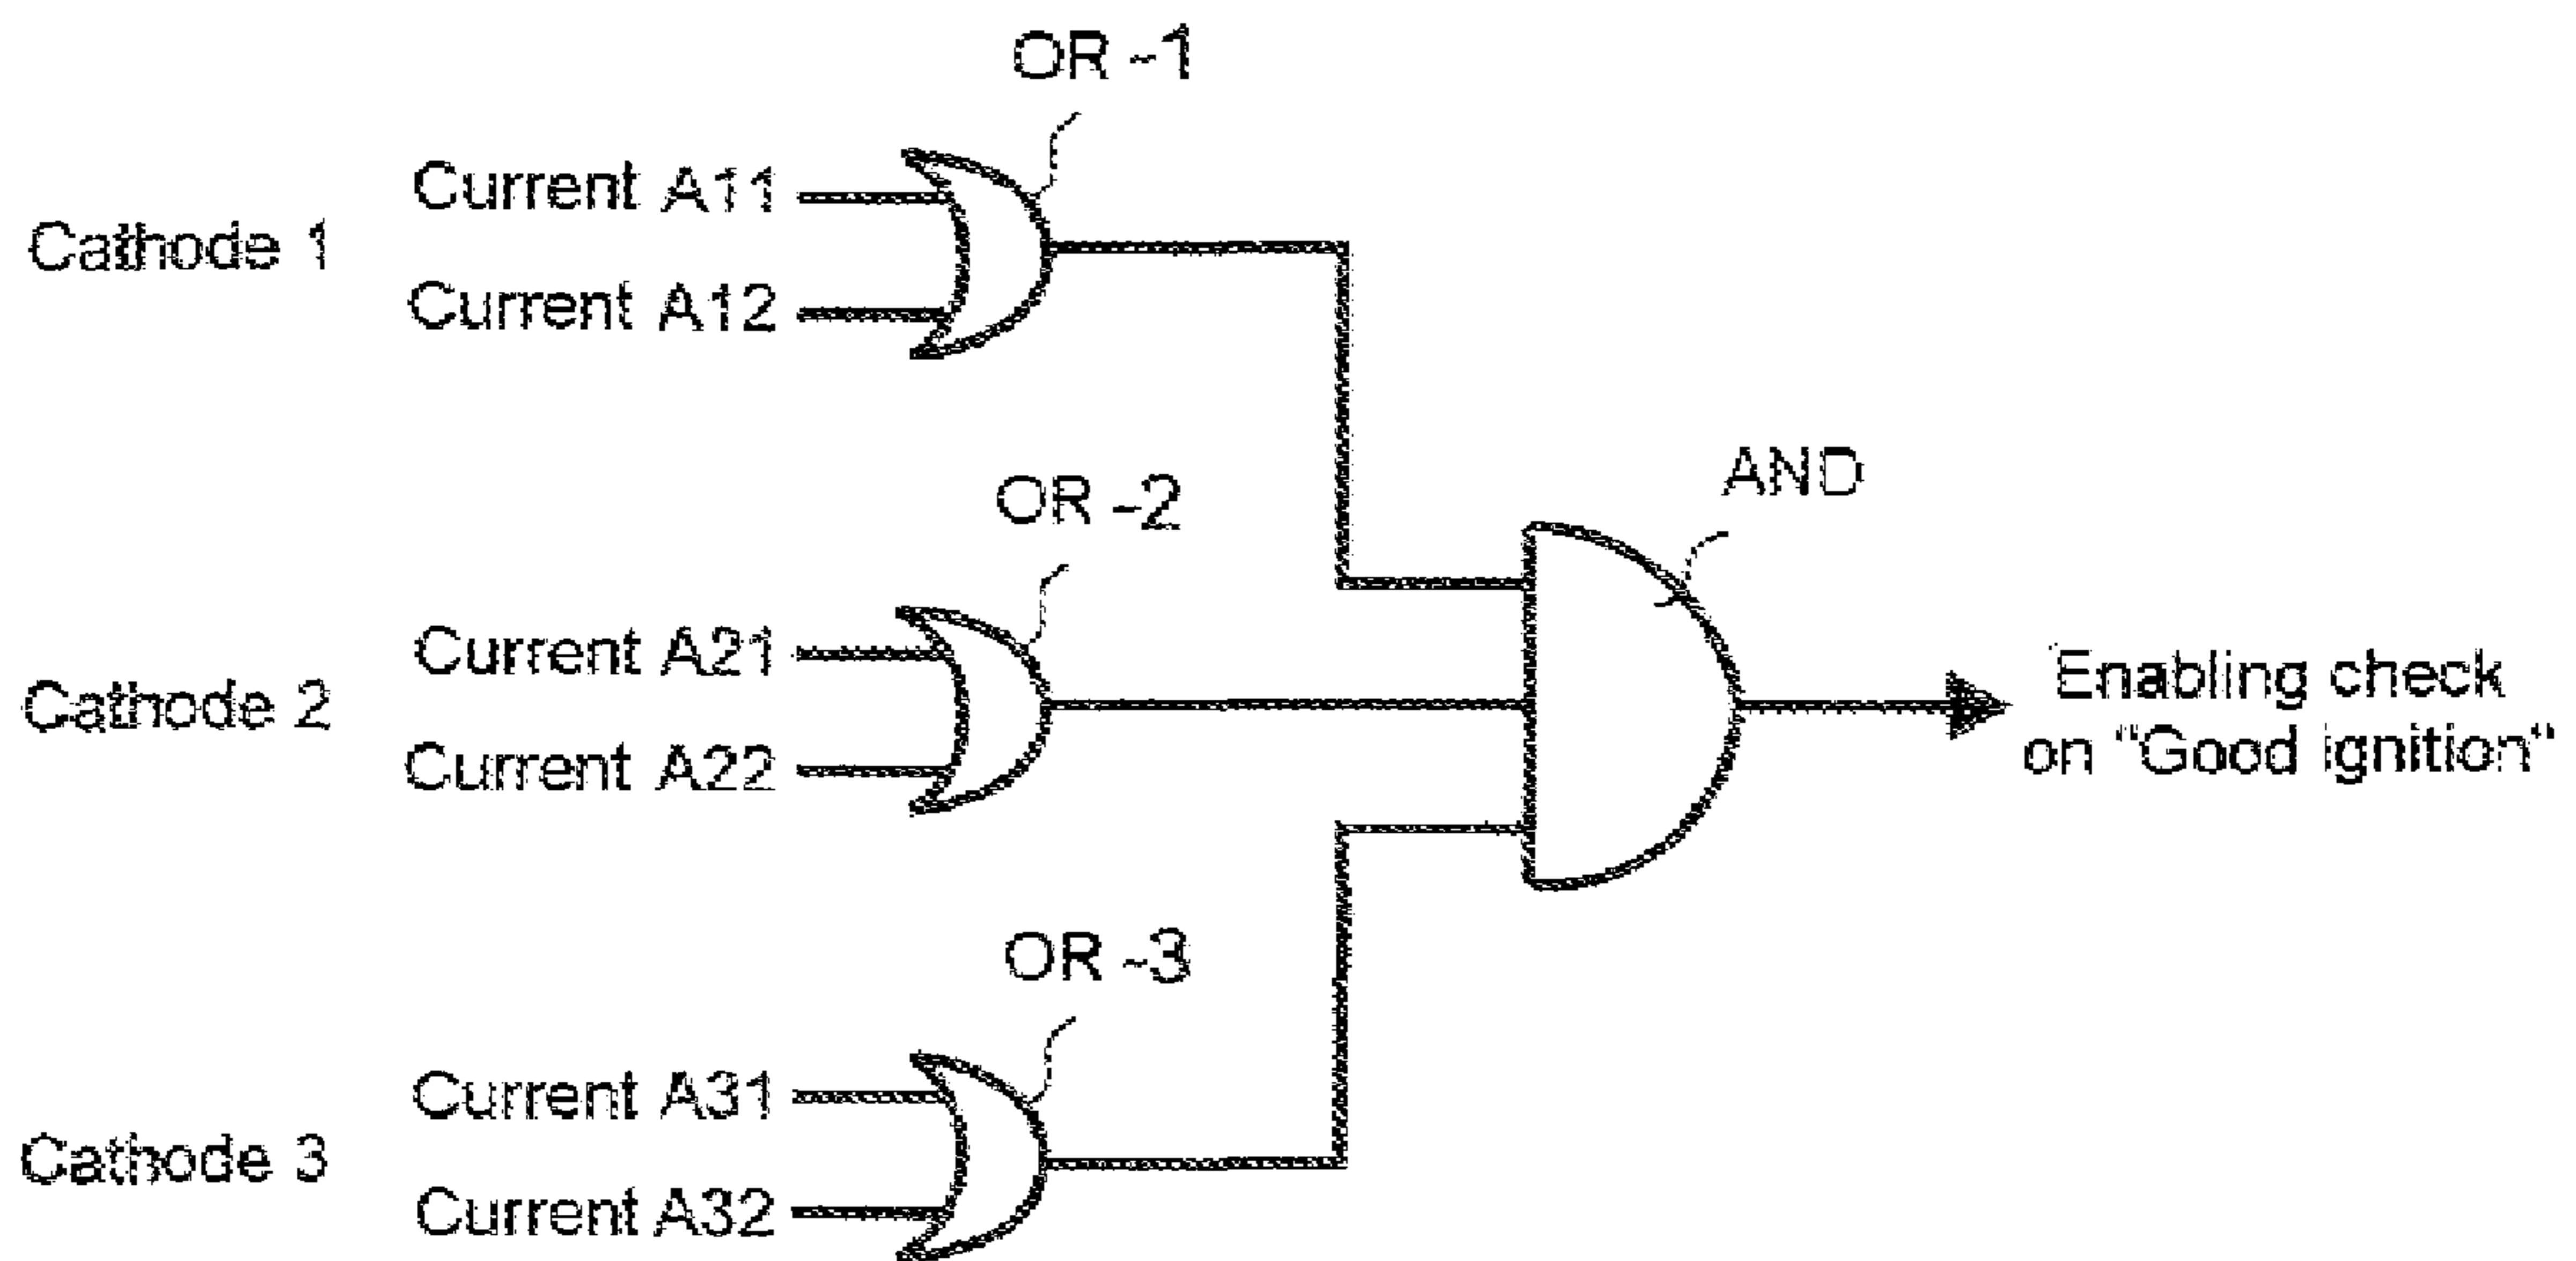 OR -1
Current A11
Cathode 1
Current A12
OR -2
AND
Current A21
Cathode 2
Current A22
Enabling check
on "Good ignition"
OR -3
Current A31
Cathode 3
Current A32